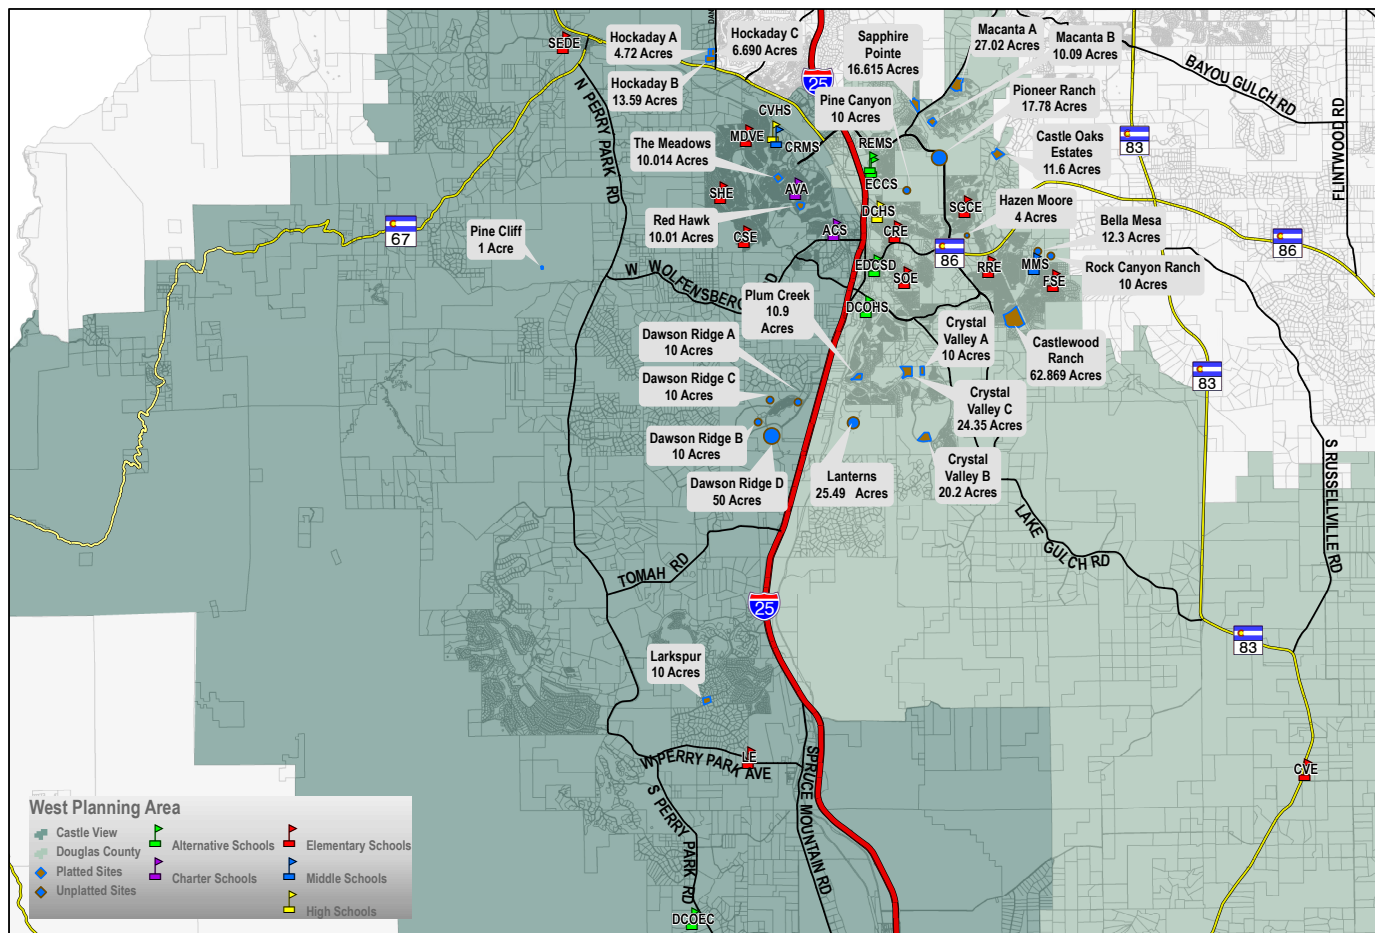 SEDE
Hockaday A
4.72 Acres
Hockaday C
6.690 Acres
Sapphire
Pointe
16.615 Acres
Macanta A
27.02 Acres
Macanta B
10.09 Acres
BAYOU GULCH RD
FLINTWOOD RD
25
Hockaday B
13.59 Acres
N PERRY PARK RD
CVHS
Pine Canyon
10 Acres
Pioneer Ranch
17.78 Acres
MDVE
CRMS
REMS
The Meadows
10.014 Acres
Castle Oaks
Estates
11.6 Acres
83
ECCS
SHE
AVA
Hazen Moore
4 Acres
SGCE
DCHS
Red Hawk
10.01 Acres
Bella Mesa
12.3 Acres
67
Pine Cliff
1 Acre
CSE
ACS
CRE
86
86
W WOLFENSBERG
D
EDCSD
SOE
RRE
MMS
FSE
Rock Canyon Ranch
10 Acres
Plum Creek
10.9
Acres
DCOHS
Dawson Ridge A
10 Acres
Crystal
Valley A
10 Acres
Castlewood
Ranch
62.869 Acres
Dawson Ridge C
10 Acres
83
Crystal
Valley C
24.35 Acres
Dawson Ridge B
10 Acres
Dawson Ridge D
50 Acres
Lanterns
25.49 Acres
Crystal
Valley B
20.2 Acres
S RUSSELLVILLE RD
LAKE GULCH RD
TOMAH RD
25
83
Larkspur
10 Acres
LE
W PERRY PARK AVE
SPRUCE MOUNTAIN RD
S PERRY PARK RD
CVE
DCOEC
West Planning Area
Castle View
Douglas County
Platted Sites
Unplatted Sites
Alternative Schools
Charter Schools
Elementary Schools
Middle Schools
High Schools